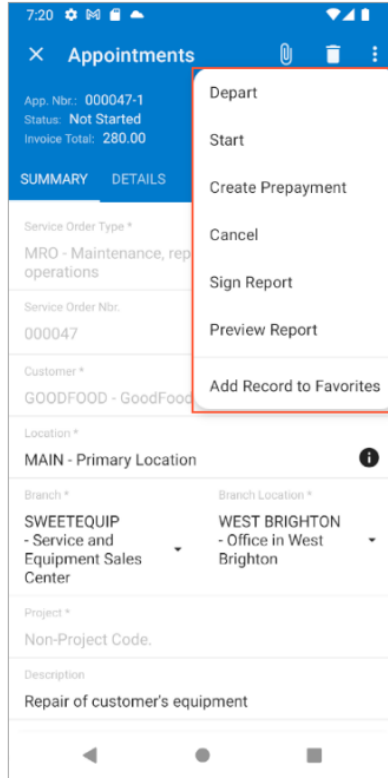 7:20
Appointments
App. Nbr.: 000047-1
Status: Not Started
Invoice Total: 280.00
SUMMARY DETAILS
Depart
Start
Create Prepayment
Cancel
Sign Report
Preview Report
Add Record to Favorites
Service Order Type *
MRO - Maintenance, rep
operations
Service Order Nbr.
000047
Customer *
GOODFOOD - GoodFood
Location *
MAIN - Primary Location
Branch *
SWEETEQUIP
- Service and
Equipment Sales
Center
Branch Location *
WEST BRIGHTON
- Office in West
Brighton
Project *
Non-Project Code.
Description
Repair of customer's equipment